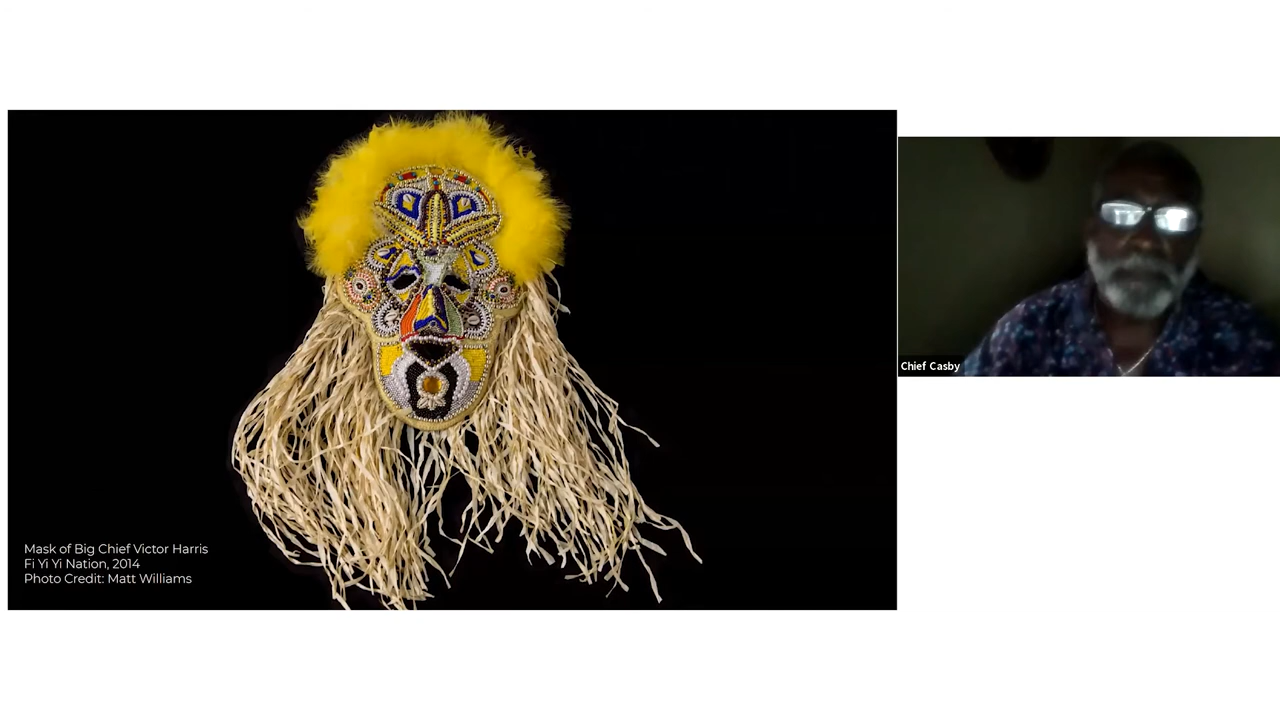 Mask of Big Chief Victor Harris
Fi Yi Yi Nation, 2014
Photo Credit: Matt Williams
Chief Casby